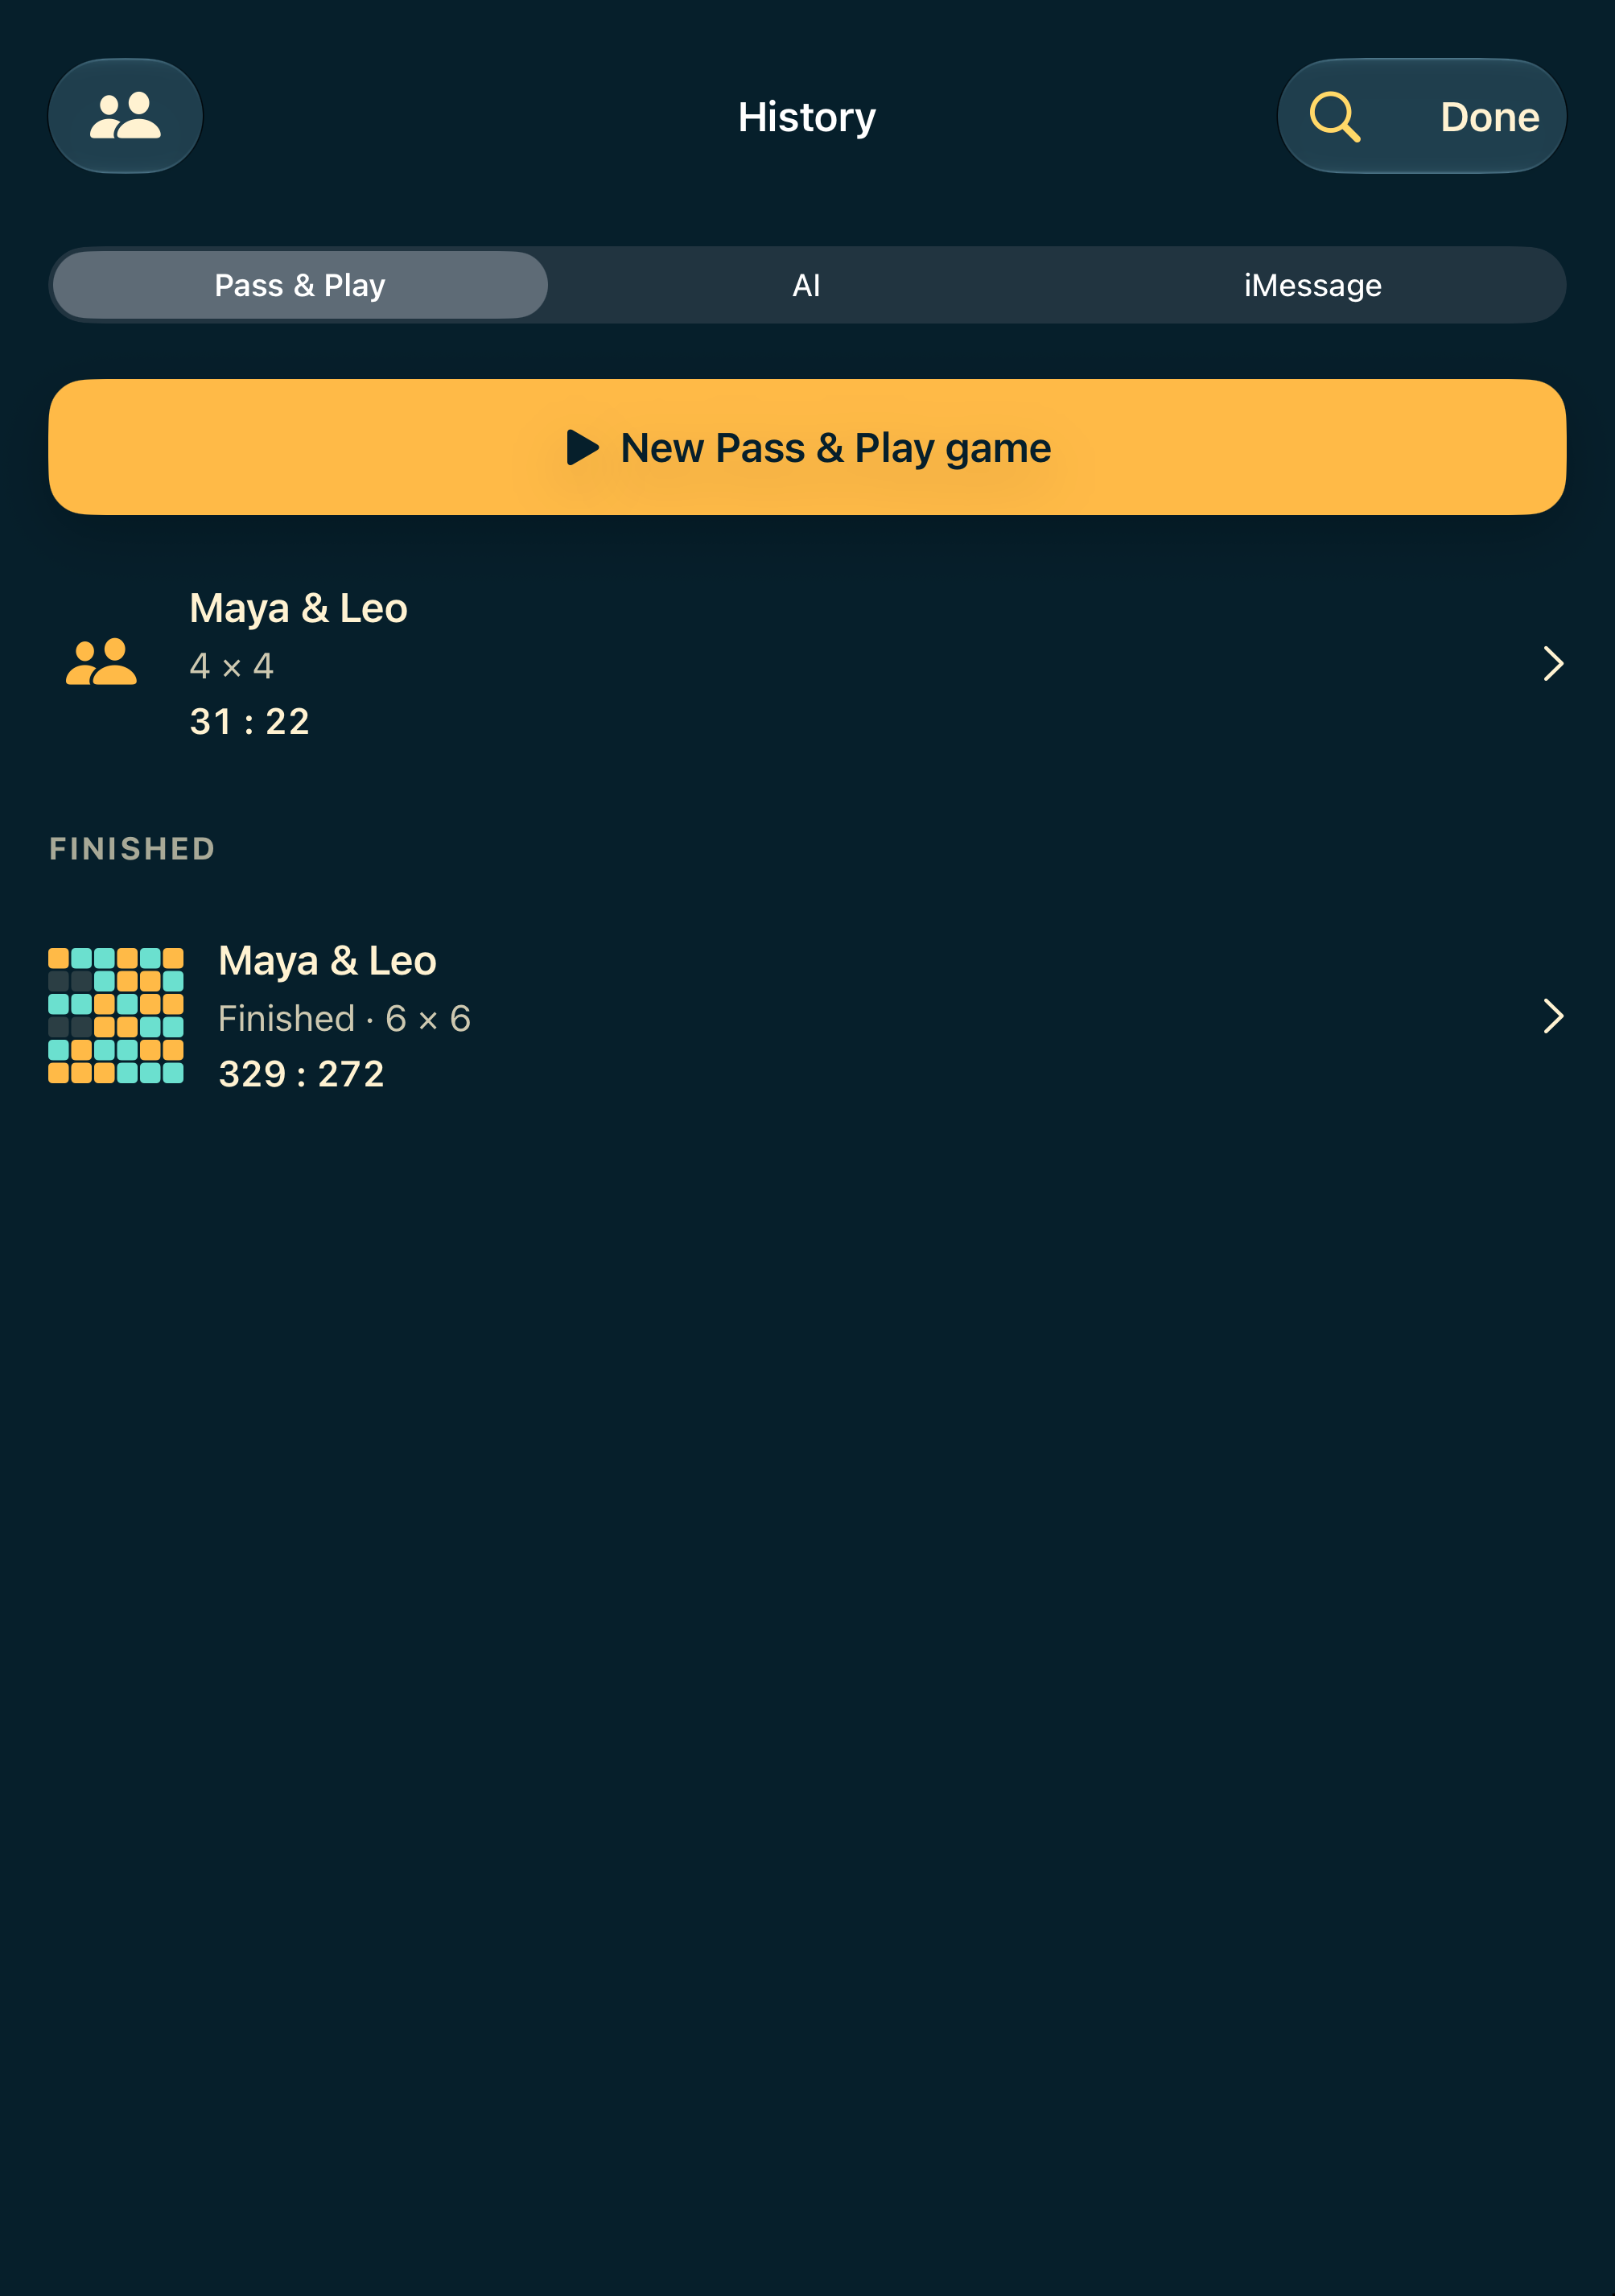 History
Done
Pass & Play
AI
iMessage
New Pass & Play game
Maya & Leo
4 × 4
31 : 22
FINISHED
Maya & Leo
Finished · 6 × 6
329 : 272